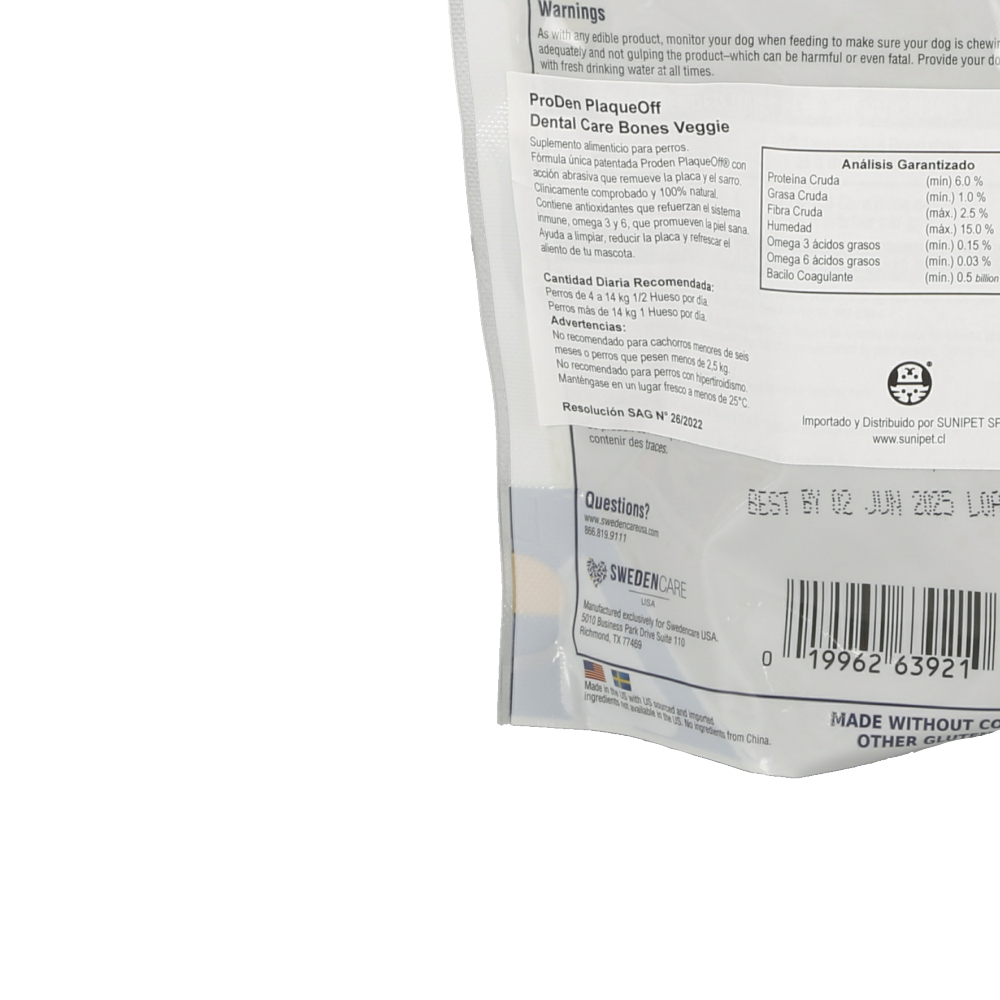 Warnings
As with any edible product, monitor your dog when feeding to make sure your dog is chewin
adequately and not gulping the product–which can be harmful or even fatal. Provide your do
with fresh drinking water at all times.
ProDen PlaqueOff
Dental Care Bones Veggie
Suplemento alimenticio para perros.
Fórmula única patentada Proden PlaqueOff® con
acción abrasiva que remueve la placa y el sarro.
Clínicamente comprobado y 100% natural.
Contiene antioxidantes que refuerzan el sistema
inmune, omega 3 y 6, que promueven la piel sana.
Ayuda a limpiar, reducir la placa y refrescar el
aliento de tu mascota.
Cantidad Diaria Recomendada:
Perros de 4 a 14 kg 1/2 Hueso por día.
Perros más de 14 kg 1 Hueso por día.
Advertencias:
No recomendado para cachorros menores de seis
meses o perros que pesen menos de 2,5 kg.
No recomendado para perros con hipertiroidismo.
Manténgase en un lugar fresco a menos de 25°C.
Resolución SAG N° 26/2022
Análisis Garantizado
Proteína Cruda (min) 6.0 %
Grasa Cruda (min.) 1.0 %
Fibra Cruda (máx.) 2.5 %
Humedad (máx.) 15.0 %
Omega 3 ácidos grasos (min.) 0.15 %
Omega 6 ácidos grasos (min.) 0.03 %
Bacilo Coagulante (min.) 0.5 billion
Importado y Distribuido por SUNIPET SP
www.sunipet.cl
contenir des traces.
Questions?
www.swedencareusa.com
866.819.9111
BEST BY 02 JUN 2025 LOT
SWEDENCARE
USA
Manufactured exclusively for Swedencare USA.
5010 Business Park Drive Suite 110
Richmond, TX 77469
0 19962 63921
Made in the US with US sourced and imported
ingredients not available in the US. No ingredients from China.
MADE WITHOUT CO
OTHER GLUTE